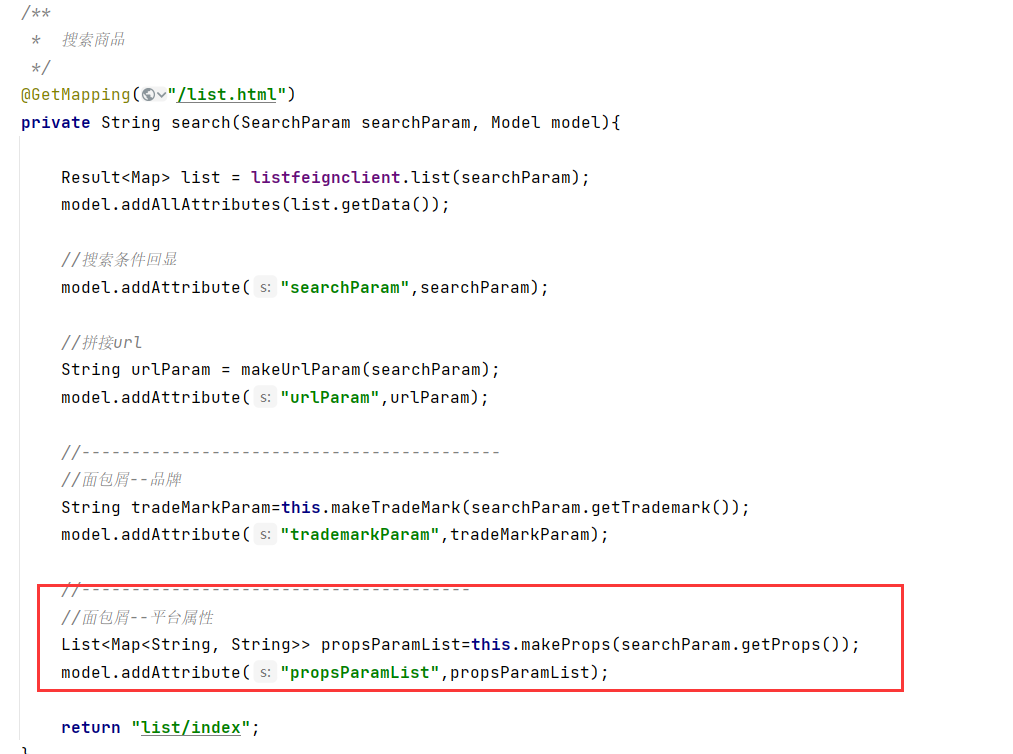 /**
 *  搜索商品
 */
@GetMapping("/list.html")
private String search(SearchParam searchParam, Model model){
Result<Map> list = listfeignclient.list(searchParam);
model.addAllAttributes(list.getData());
//搜索条件回显
model.addAttribute( s: "searchParam",searchParam);
//拼接url
String urlParam = makeUrlParam(searchParam);
model.addAttribute( s: "urlParam",urlParam);
//------------------------------------------
//面包屑--品牌
String tradeMarkParam=this.makeTradeMark(searchParam.getTrademark());
model.addAttribute( s: "trademarkParam",tradeMarkParam);
//---------------------------------------
//面包屑--平台属性
List<Map<String, String>> propsParamList=this.makeProps(searchParam.getProps());
model.addAttribute( s: "propsParamList",propsParamList);
return "list/index";
}